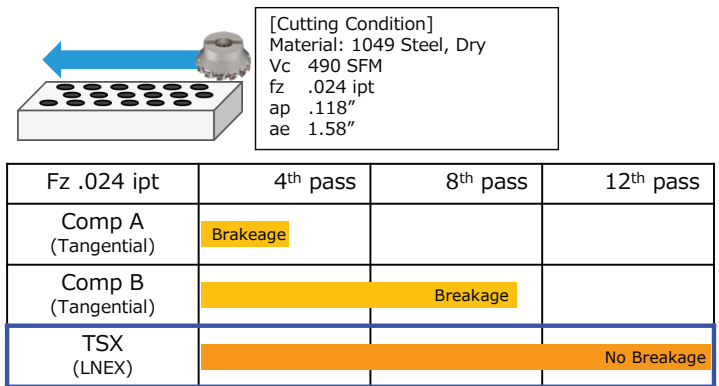 [Cutting Condition]
Material: 1049 Steel, Dry
Vc 490 SFM
fz .024 ipt
ap .118”
ae 1.58”
Fz .024 ipt 4th pass 8th pass 12th pass
Comp A
(Tangential)
Brakeage
Comp B
(Tangential)
Breakage
TSX
(LNEX)
No Breakage